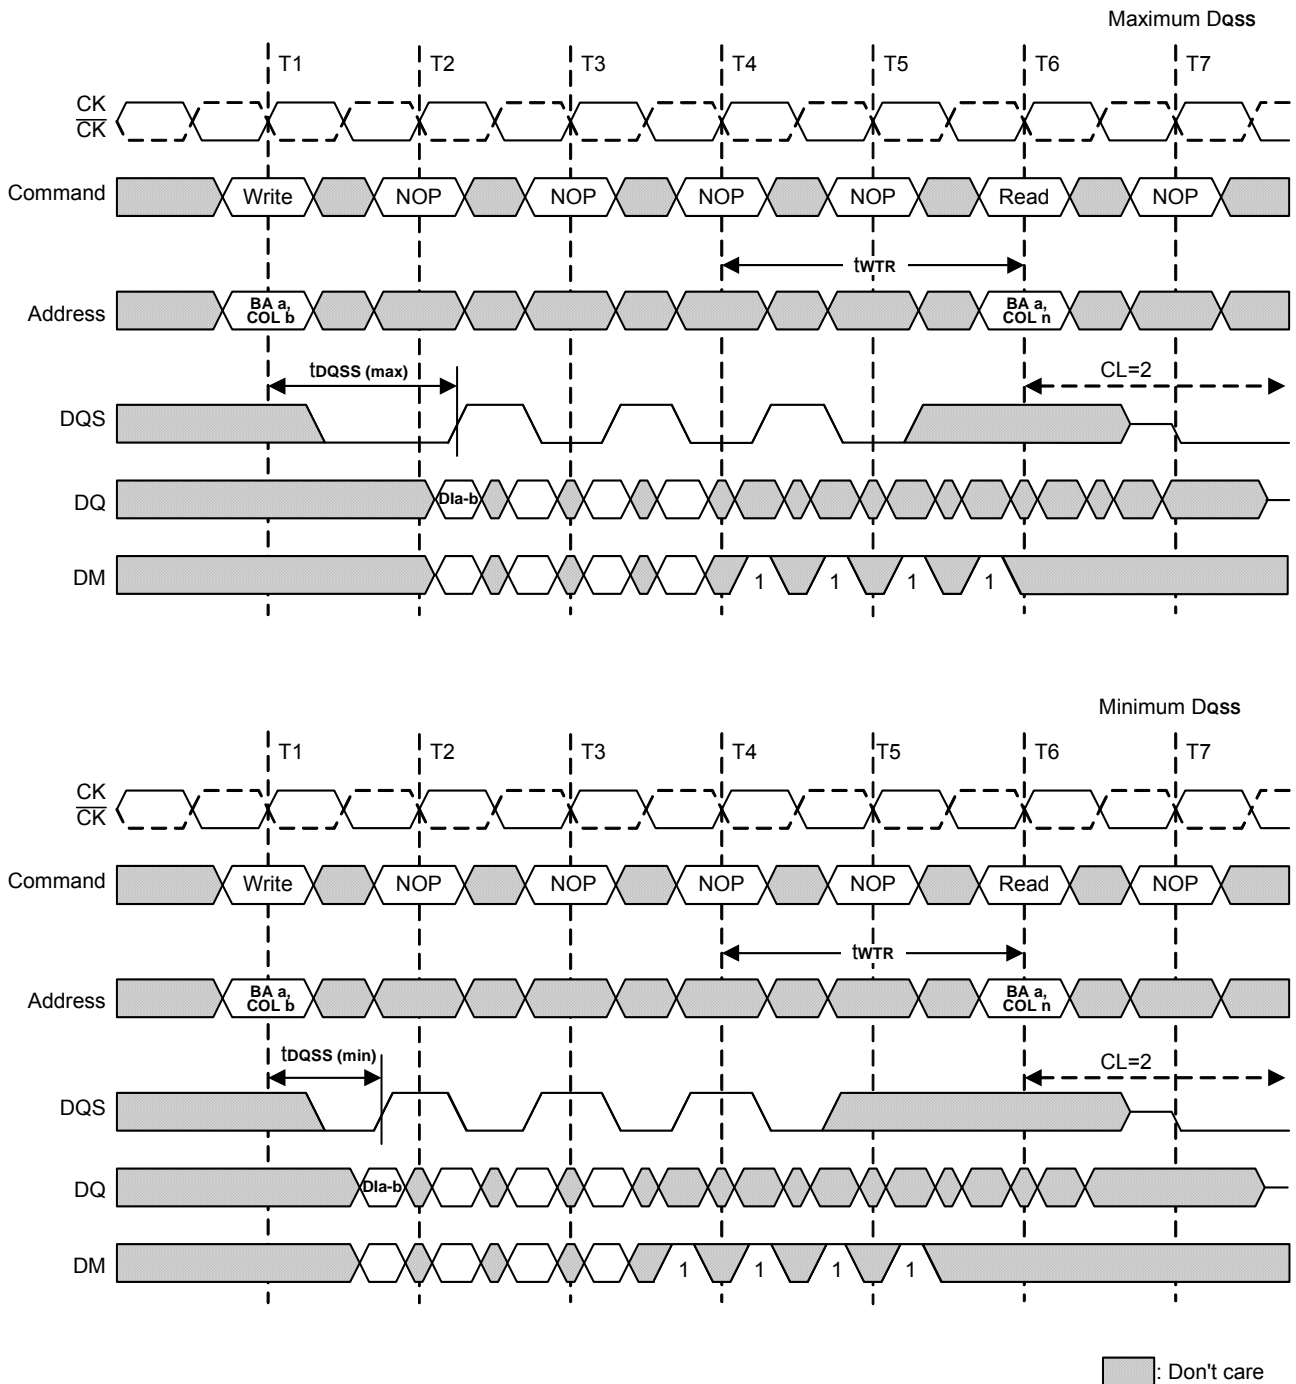 Maximum DQSS
T1 T2 T3 T4 T5 T6 T7
CK
CK
Command Write NOP NOP NOP NOP Read NOP
tWTR
Address BA a, COL b BA a, COL n
tDQSS (max) CL=2
DQS
DQ DIa-b
DM 1 1 1 1
Minimum DQSS
T1 T2 T3 T4 T5 T6 T7
CK
CK
Command Write NOP NOP NOP NOP Read NOP
tWTR
Address BA a, COL b BA a, COL n
tDQSS (min) CL=2
DQS
DQ DIa-b
DM 1 1 1 1
: Don't care